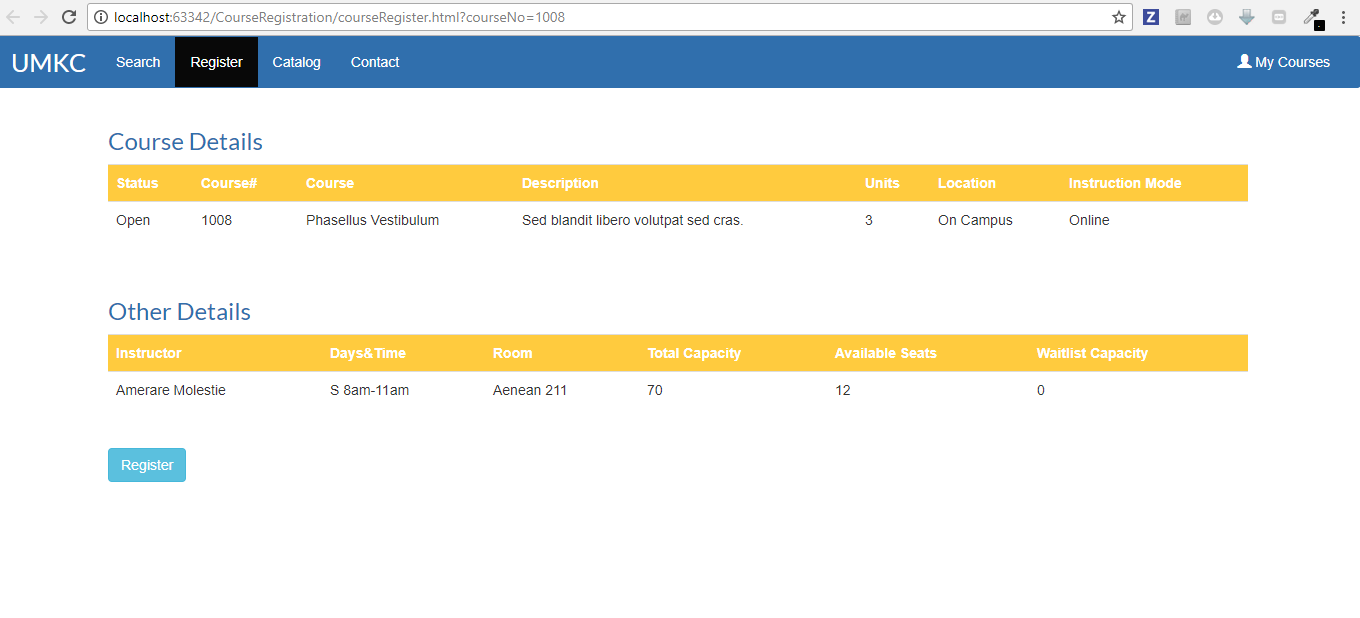 localhost:63342/CourseRegistration/courseRegister.html?courseNo=1008
Z
UMKC Search Register Catalog Contact My Courses
Course Details
Status Course# Course Description Units Location Instruction Mode
Open 1008 Phasellus Vestibulum Sed blandit libero volutpat sed cras. 3 On Campus Online
Other Details
Instructor Days&Time Room Total Capacity Available Seats Waitlist Capacity
Amerare Molestie S 8am-11am Aenean 211 70 12 0
Register